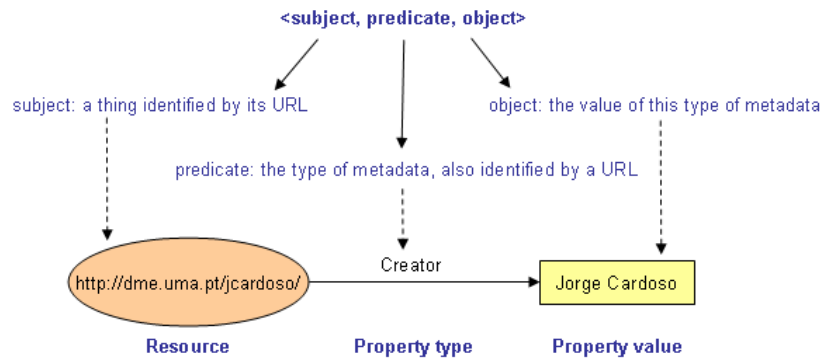 <subject, predicate, object>
subject: a thing identified by its URL
object: the value of this type of metadata
predicate: the type of metadata, also identified by a URL
Creator
http://dme.uma.pt/jcardoso/
Jorge Cardoso
Resource
Property type
Property value